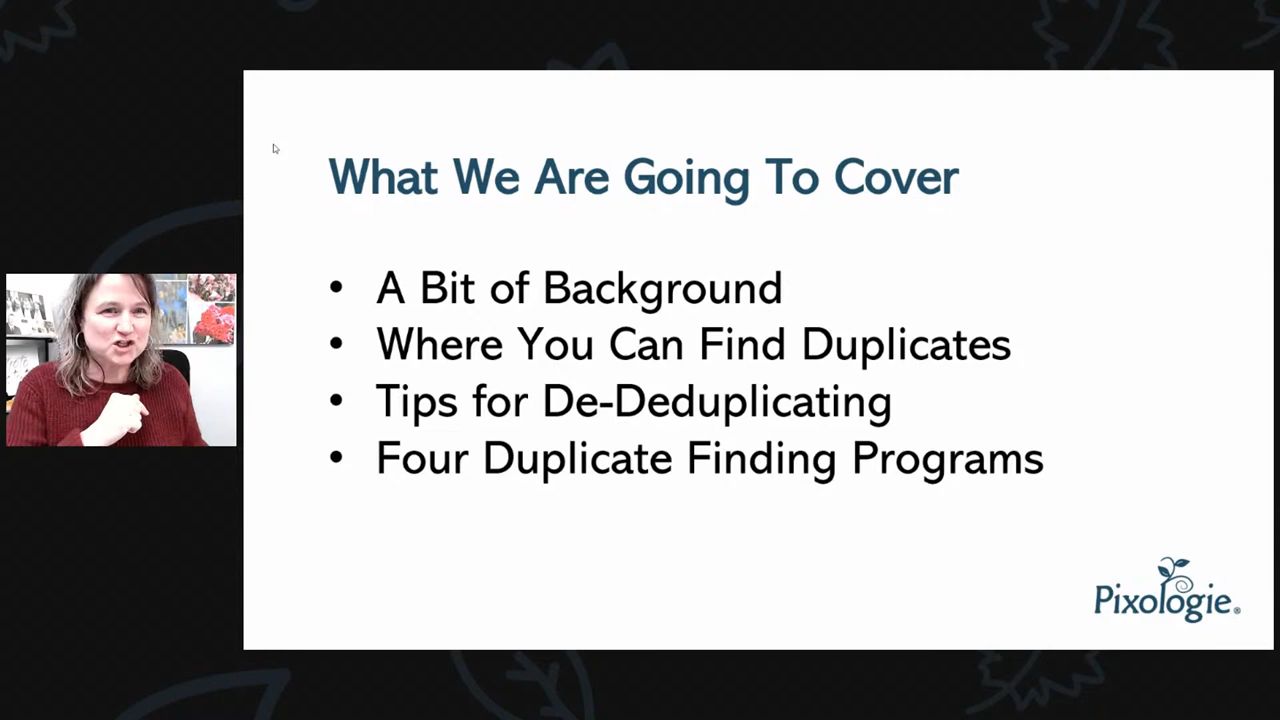 What We Are Going To Cover
• A Bit of Background
• Where You Can Find Duplicates
• Tips for De-Deduplicating
• Four Duplicate Finding Programs
Pixologie®